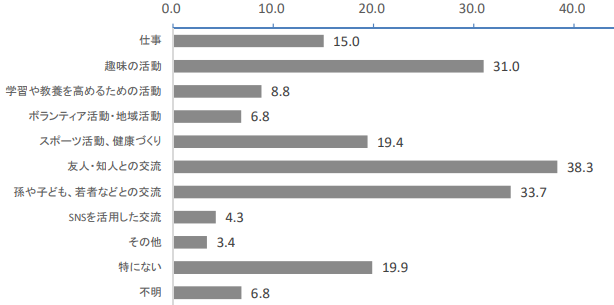 0.0 10.0 20.0 30.0 40.0
仕事 15.0
趣味の活動 31.0
学習や教養を高めるための活動 8.8
ボランティア活動・地域活動 6.8
スポーツ活動、健康づくり 19.4
友人・知人との交流 38.3
孫や子ども、若者などとの交流 33.7
SNSを活用した交流 4.3
その他 3.4
特にない 19.9
不明 6.8